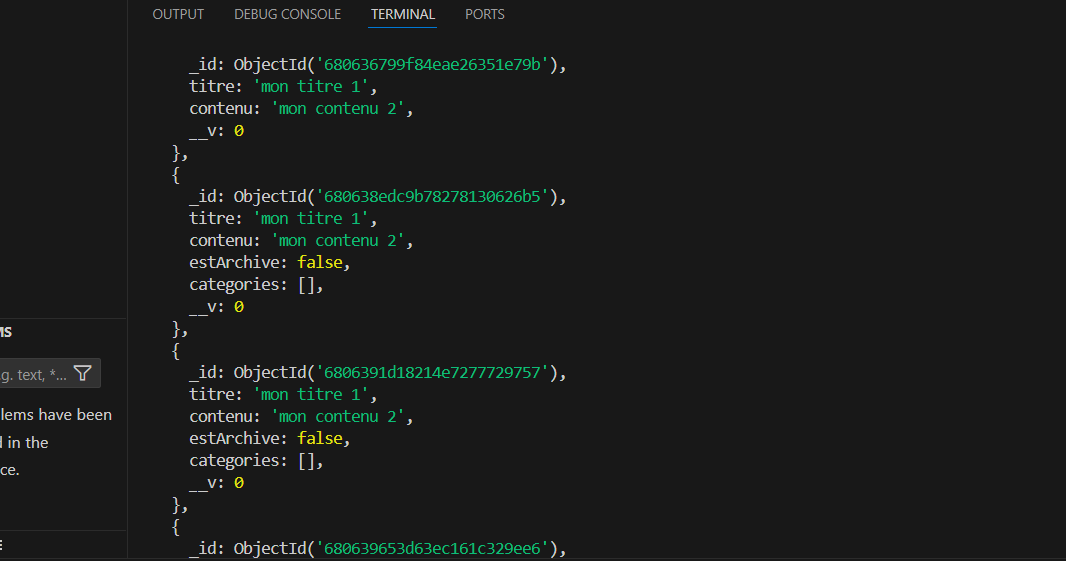 OUTPUT DEBUG CONSOLE TERMINAL PORTS
_id: ObjectId('680636799f84eae26351e79b'),
titre: 'mon titre 1',
contenu: 'mon contenu 2',
__v: 0
},
{
_id: ObjectId('680638edc9b78278130626b5'),
titre: 'mon titre 1',
contenu: 'mon contenu 2',
estArchive: false,
categories: [],
__v: 0
},
{
_id: ObjectId('6806391d18214e7277729757'),
titre: 'mon titre 1',
contenu: 'mon contenu 2',
estArchive: false,
categories: [],
__v: 0
},
{
_id: ObjectId('680639653d63ec161c329ee6'),
MS
.g. text, *...
lems have been
d in the
ce.